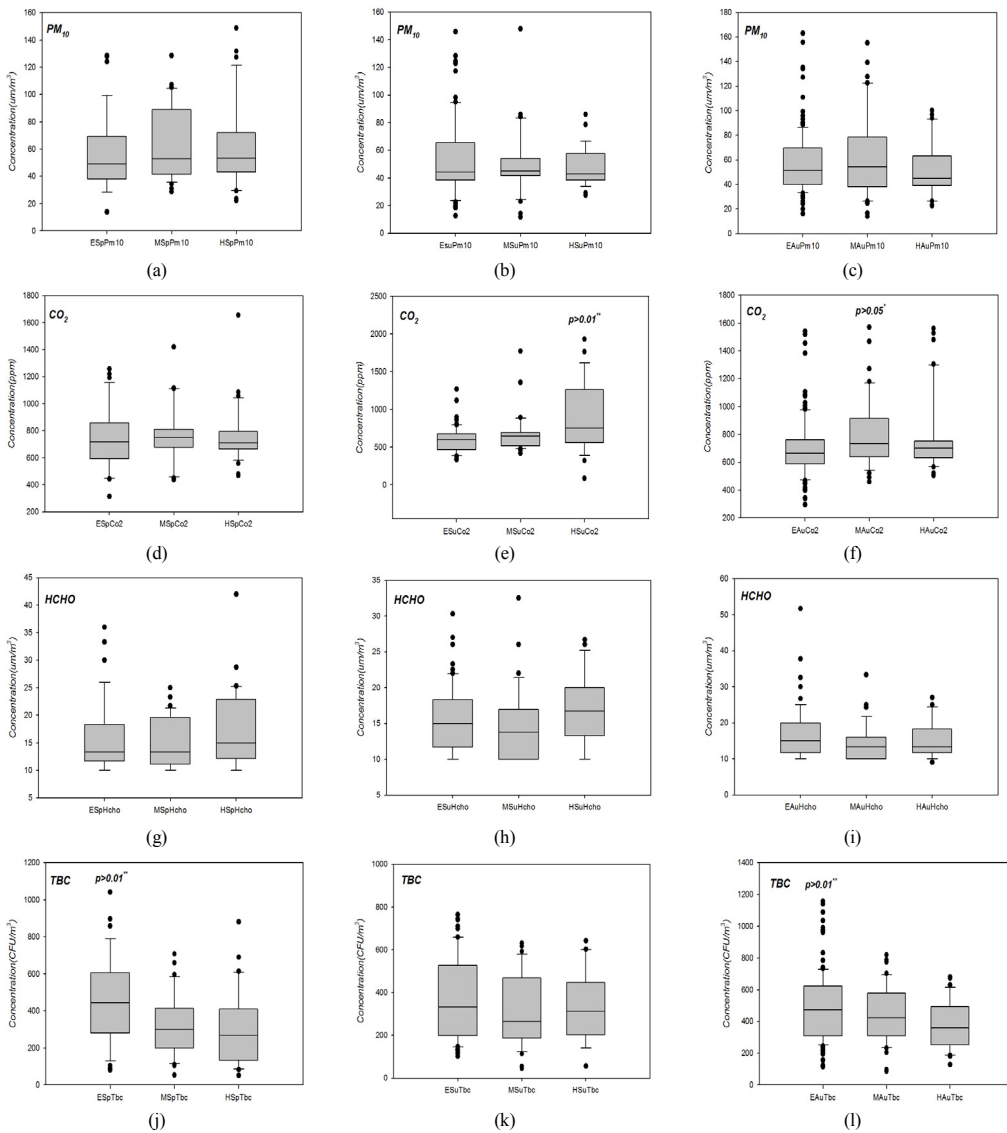 PM10
Concentration(um/m³)
160
140
120
100
80
60
40
20
0
ESpPm10 MSpPm10 HSpPm10
(a)
PM10
Concentration(um/m³)
160
140
120
100
80
60
40
20
0
EsuPm10 MSuPm10 HSuPm10
(b)
PM10
Concentration(um/m³)
180
160
140
120
100
80
60
40
20
0
EAuPm10 MAuPm10 HAuPm10
(c)
CO2
Concentration(ppm)
1800
1600
1400
1200
1000
800
600
400
200
ESpCo2 MSpCo2 HSpCo2
(d)
CO2 p>0.01**
Concentration(ppm)
2500
2000
1500
1000
500
0
ESuCo2 MSuCo2 HSuCo2
(e)
CO2 p>0.05*
Concentration(ppm)
1800
1600
1400
1200
1000
800
600
400
200
EAuCo2 MAuCo2 HAuCo2
(f)
HCHO
Concentration(um/m³)
45
40
35
30
25
20
15
10
5
ESpHcho MSpHcho HSpHcho
(g)
HCHO
Concentration(um/m³)
35
30
25
20
15
10
5
ESuHcho MSuHcho HSuHcho
(h)
HCHO
Concentration(um/m³)
60
50
40
30
20
10
0
EAuHcho MAuHcho HAuHcho
(i)
TBC p>0.01**
Concentration(CFU/m³)
1200
1000
800
600
400
200
0
ESpTbc MSpTbc HSpTbc
(j)
TBC
Concentration(CFU/m³)
1000
800
600
400
200
0
ESuTbc MSuTbc HSuTbc
(k)
TBC p>0.01**
Concentration(CFU/m³)
1400
1200
1000
800
600
400
200
0
EAuTbc MAuTbc HAuTbc
(l)